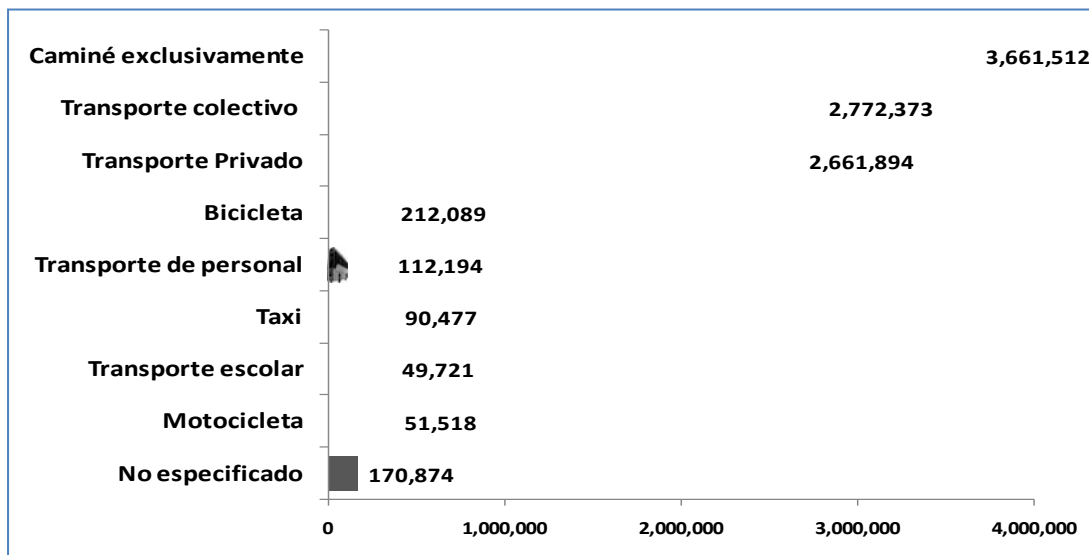 Caminé exclusivamente 3,661,512
Transporte colectivo 2,772,373
Transporte Privado 2,661,894
Bicicleta 212,089
Transporte de personal 112,194
Taxi 90,477
Transporte escolar 49,721
Motocicleta 51,518
No especificado 170,874
0 1,000,000 2,000,000 3,000,000 4,000,000